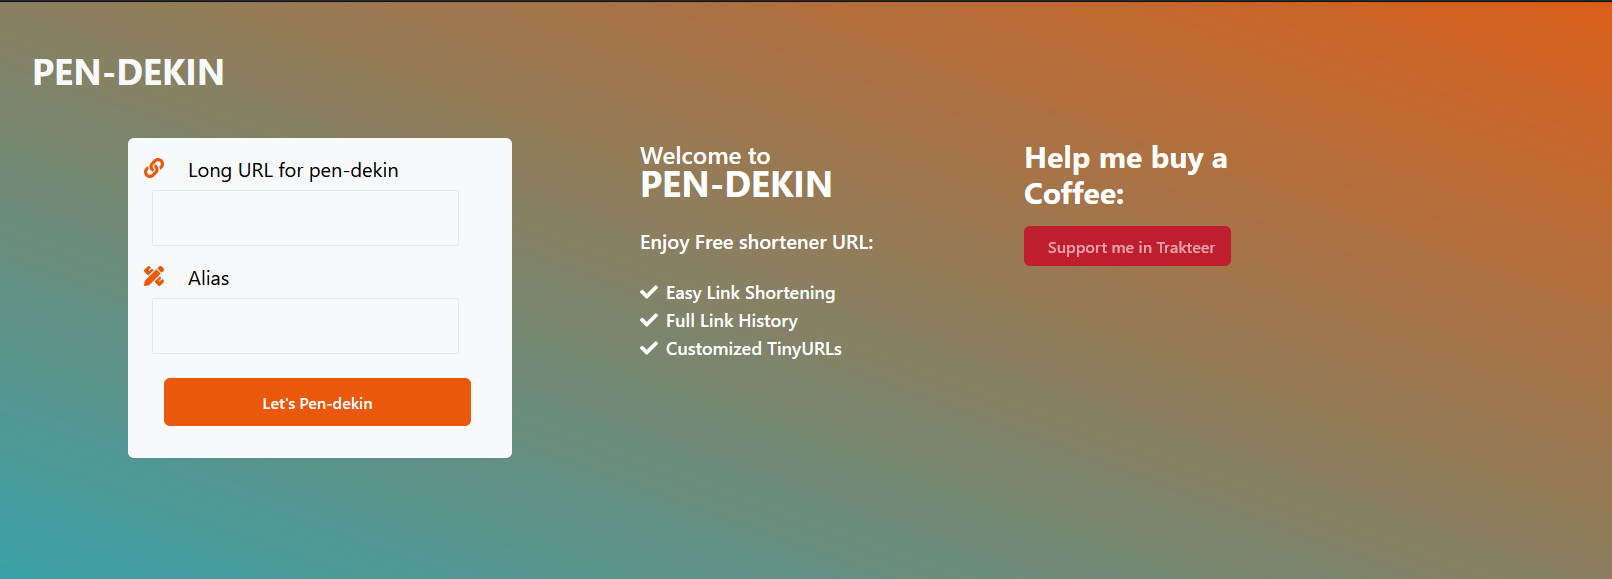 PEN-DEKIN
Long URL for pen-dekin
Alias
Let's Pen-dekin
Welcome to
PEN-DEKIN
Enjoy Free shortener URL:
Easy Link Shortening
Full Link History
Customized TinyURLs
Help me buy a
Coffee:
Support me in Trakteer